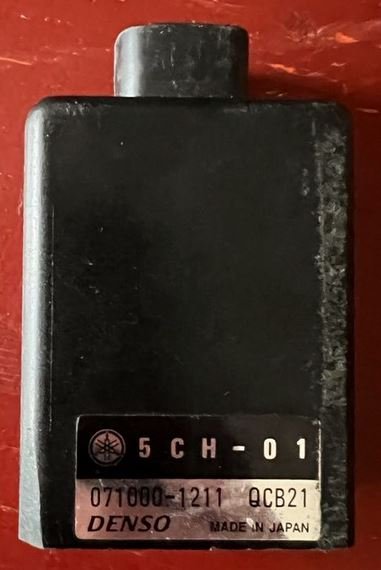 5CH-01
071000-1211 QCB21
DENSO MADE IN JAPAN